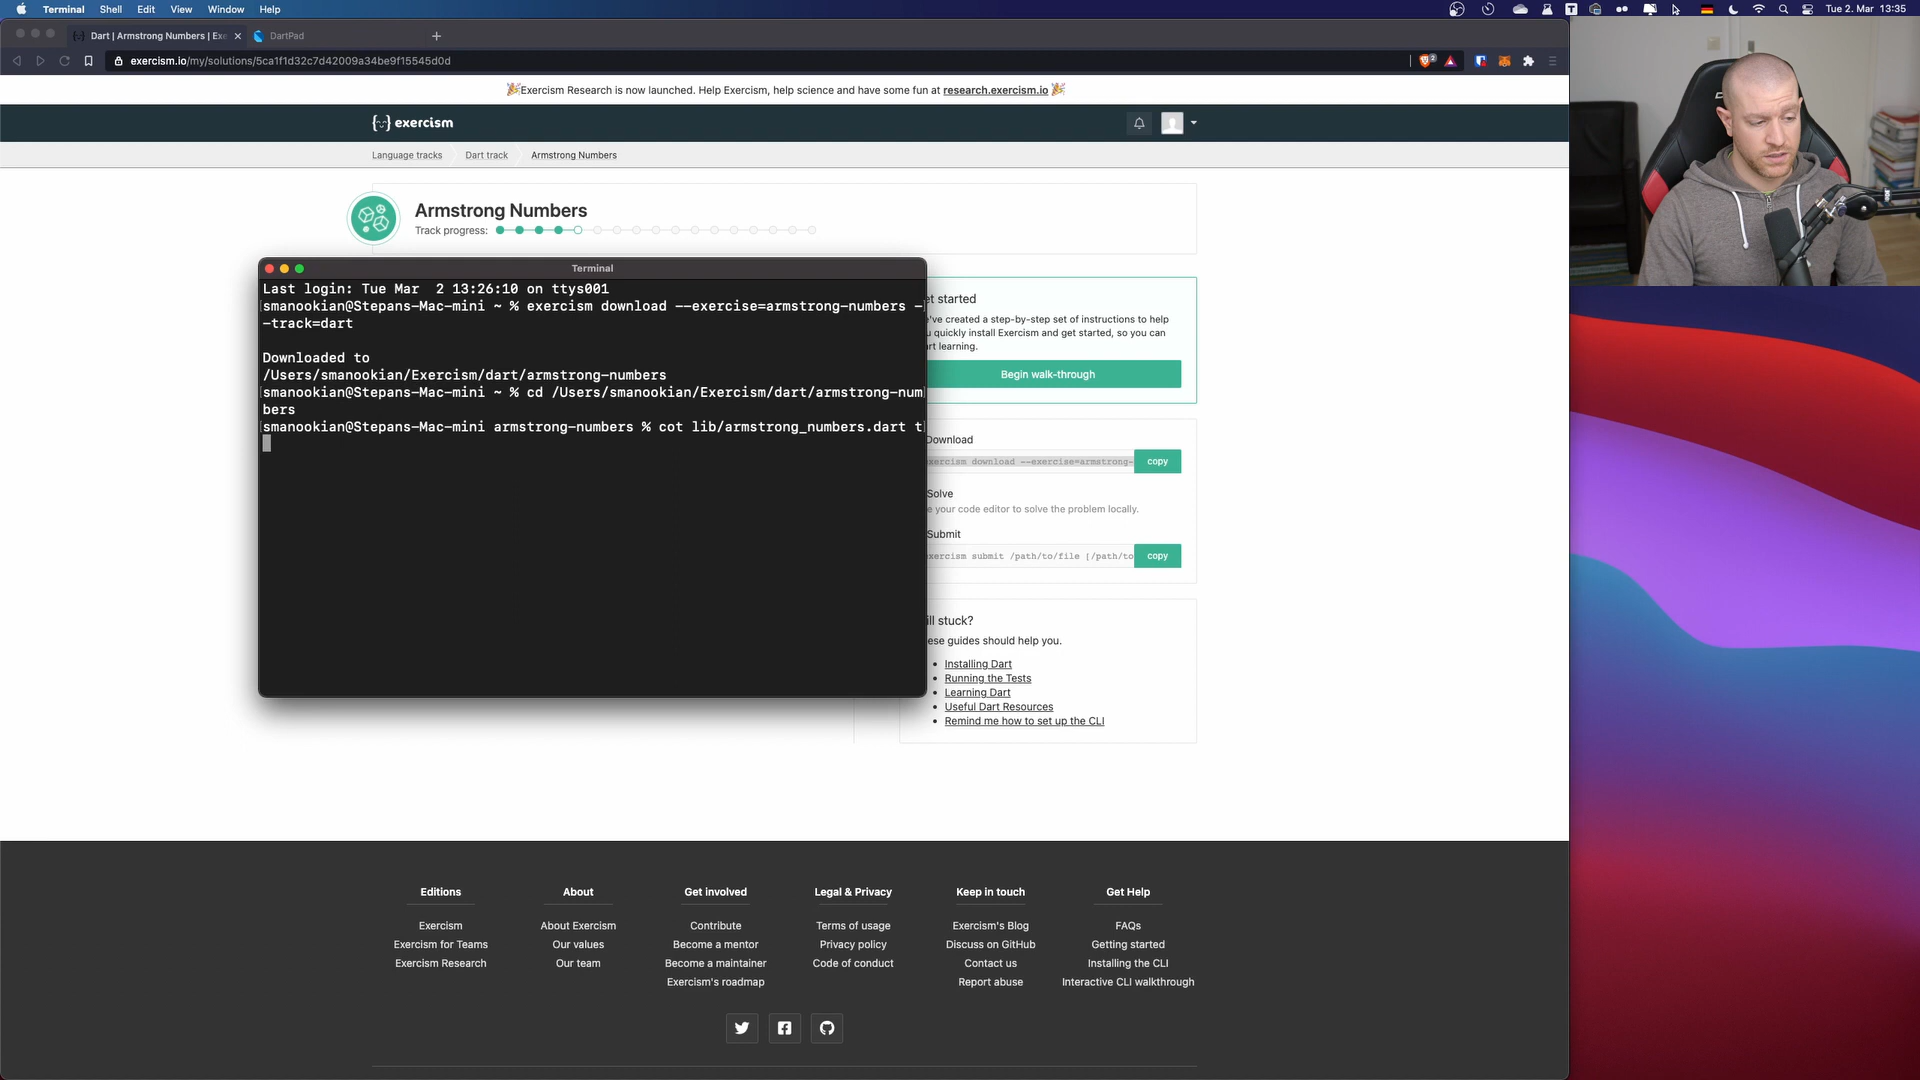 Terminal Shell Edit View Window Help
Tue 2. Mar 13:35
Dart | Armstrong Numbers | Exe
DartPad
exercism.io/my/solutions/5ca1f1d32c7d42009a34be9f15545d0d
Exercism Research is now launched. Help Exercism, help science and have some fun at research.exercism.io
exercism
Language tracks
Dart track
Armstrong Numbers
Armstrong Numbers
Track progress:
Terminal
Last login: Tue Mar  2 13:26:10 on ttys001
smanookian@Stepans-Mac-mini ~ % exercism download --exercise=armstrong-numbers -
-track=dart
Downloaded to
/Users/smanookian/Exercism/dart/armstrong-numbers
smanookian@Stepans-Mac-mini ~ % cd /Users/smanookian/Exercism/dart/armstrong-num
bers
smanookian@Stepans-Mac-mini armstrong-numbers % cot lib/armstrong_numbers.dart t
et started
've created a step-by-step set of instructions to help
u quickly install Exercism and get started, so you can
rt learning.
Begin walk-through
Download
exercism download --exercise=armstrong-
copy
Solve
e your code editor to solve the problem locally.
Submit
exercism submit /path/to/file [/path/to
copy
ill stuck?
ese guides should help you.
Installing Dart
Running the Tests
Learning Dart
Useful Dart Resources
Remind me how to set up the CLI
Editions
Exercism
Exercism for Teams
Exercism Research
About
About Exercism
Our values
Our team
Get involved
Contribute
Become a mentor
Become a maintainer
Exercism's roadmap
Legal & Privacy
Terms of usage
Privacy policy
Code of conduct
Keep in touch
Exercism's Blog
Discuss on GitHub
Contact us
Report abuse
Get Help
FAQs
Getting started
Installing the CLI
Interactive CLI walkthrough